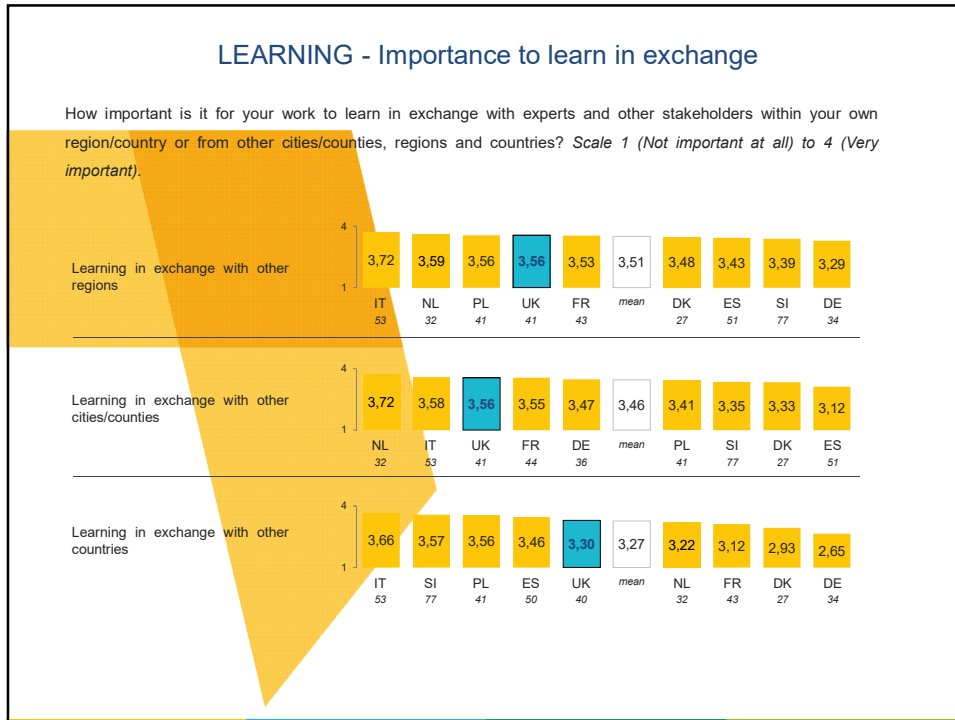 LEARNING - Importance to learn in exchange
How important is it for your work to learn in exchange with experts and other stakeholders within your own
region/country or from other cities/counties, regions and countries? Scale 1 (Not important at all) to 4 (Very
important).
Learning in exchange with other
regions
4
1
3,72 3,59 3,56 3,56 3,53 3,51 3,48 3,43 3,39 3,29
IT NL PL UK FR mean DK ES SI DE
53 32 41 41 43 27 51 77 34
Learning in exchange with other
cities/counties
4
1
3,72 3,58 3,56 3,55 3,47 3,46 3,41 3,35 3,33 3,12
NL IT UK FR DE mean PL SI DK ES
32 53 41 44 36 41 77 27 51
Learning in exchange with other
countries
4
1
3,66 3,57 3,56 3,46 3,30 3,27 3,22 3,12 2,93 2,65
IT SI PL ES UK mean NL FR DK DE
53 77 41 50 40 32 43 27 34